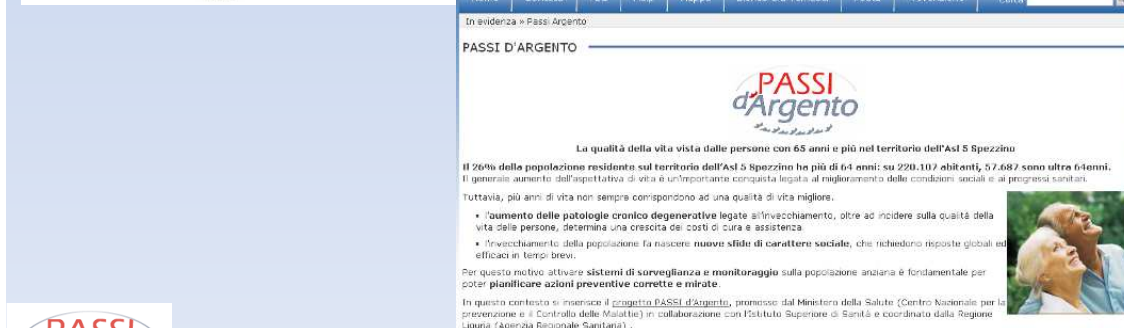 In evidenza » Passi Argento
PASSI D'ARGENTO
PASSI
d'Argento
La qualità della vita vista dalle persone con 65 anni e più nel territorio dell'Asl 5 Spezzino
Il 26% della popolazione residente sul territorio dell'Asl 5 Spezzino ha più di 64 anni: su 220.107 abitanti, 57.687 sono ultra 64enni.
Il generale aumento dell'aspettativa di vita è un'importante conquista legata al miglioramento delle condizioni sociali e ai progressi sanitari.
Tuttavia, più anni di vita non sempre corrispondono ad una qualità di vita migliore.
• l'aumento delle patologie cronico degenerative legate all'invecchiamento, oltre ad incidere sulla qualità della
vita delle persone, determina una crescita dei costi di cura e assistenza
• l'invecchiamento della popolazione fa nascere nuove sfide di carattere sociale, che richiedono risposte globali ed
efficaci in tempi brevi.
Per questo motivo attivare sistemi di sorveglianza e monitoraggio sulla popolazione anziana è fondamentale per
poter pianificare azioni preventive corrette e mirate.
In questo contesto si inserisce il progetto PASSI d'Argento, promosso dal Ministero della Salute (Centro Nazionale per la
prevenzione e il Controllo delle Malattie) in collaborazione con l'Istituto Superiore di Sanità e coordinato dalla Regione
Liguria (Agenzia Regionale Sanitaria) .
PASSI